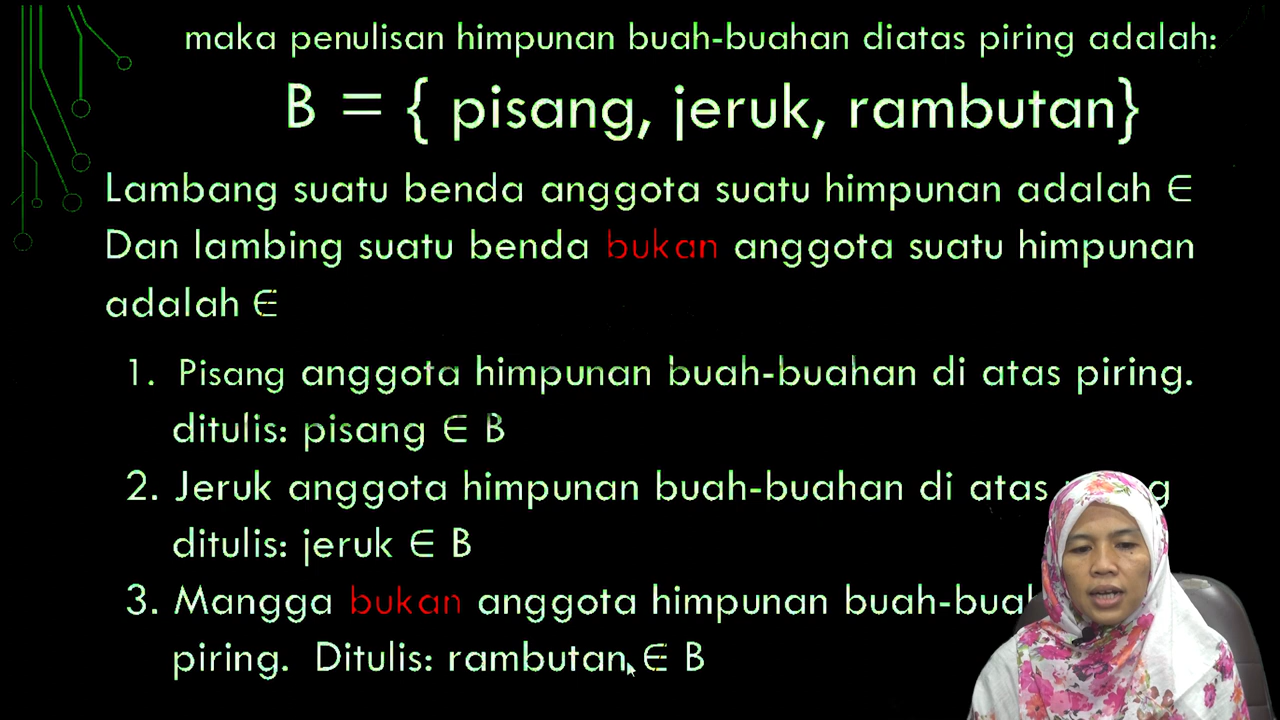 maka penulisan himpunan buah-buahan diatas piring adalah:
B = { pisang, jeruk, rambutan}
Lambang suatu benda anggota suatu himpunan adalah ∈
Dan lambing suatu benda bukan anggota suatu himpunan
adalah ∉
1. Pisang anggota himpunan buah-buahan di atas piring.
ditulis: pisang ∈ B
2. Jeruk anggota himpunan buah-buahan di atas
ditulis: jeruk ∈ B
3. Mangga bukan anggota himpunan
piring. Ditulis: rambutan ∉ B